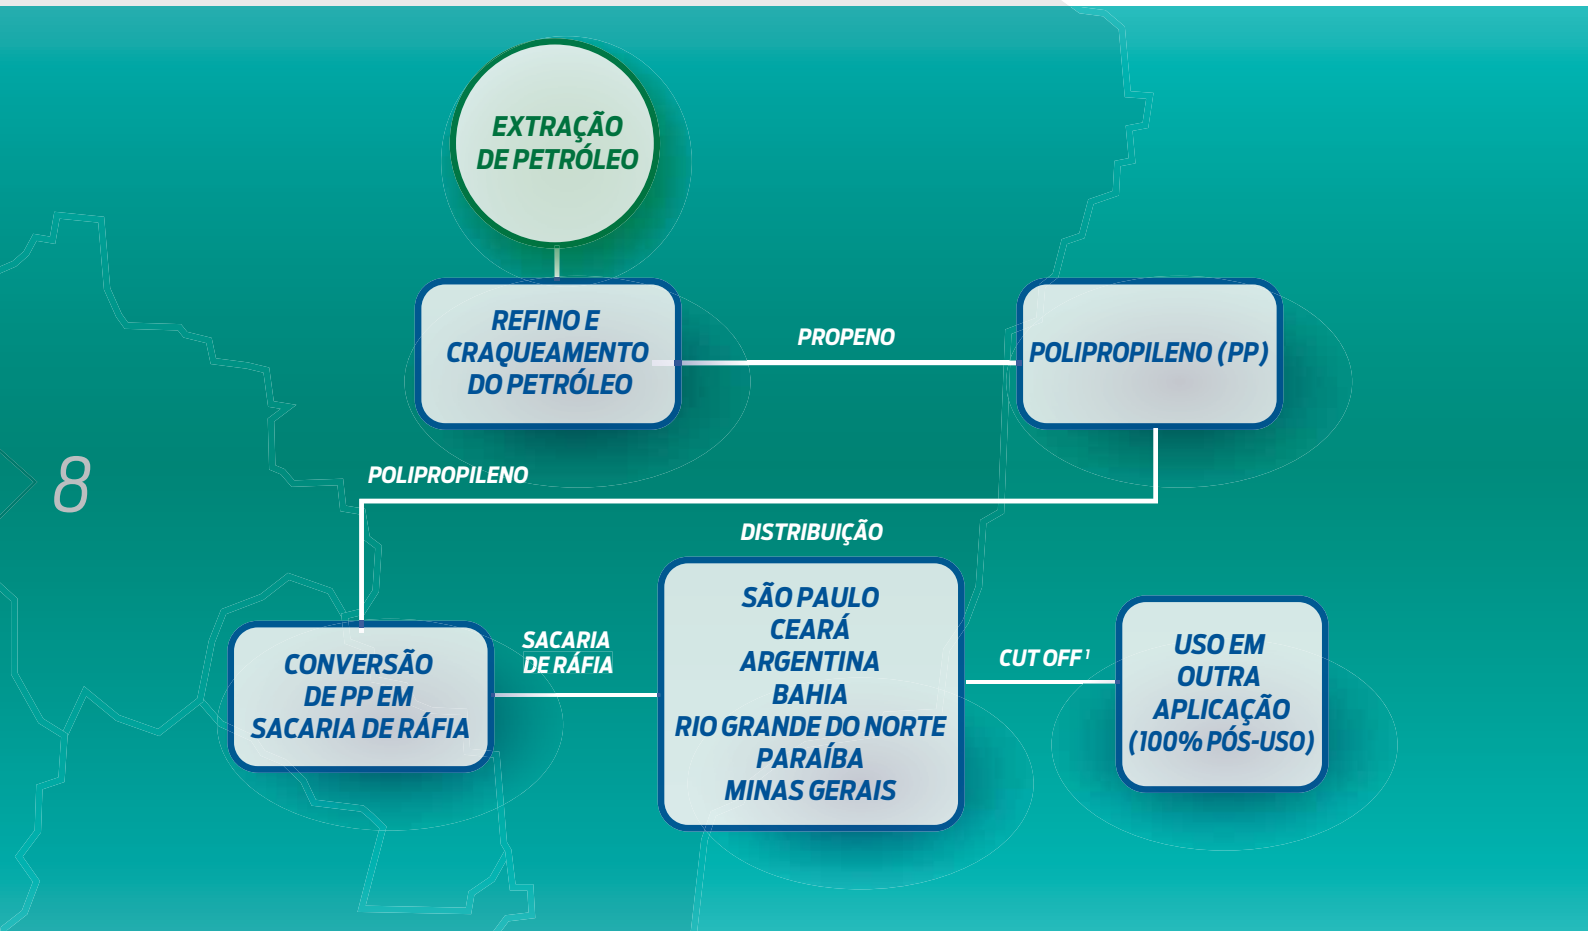 EXTRAÇÃO
DE PETRÓLEO
REFINO E
CRAQUEAMENTO
DO PETRÓLEO
PROPENO
POLIPROPILENO (PP)
POLIPROPILENO
8
DISTRIBUIÇÃO
CONVERSÃO
DE PP EM
SACARIA DE RÁFIA
SACARIA
DE RÁFIA
SÃO PAULO
CEARÁ
ARGENTINA
BAHIA
RIO GRANDE DO NORTE
PARAÍBA
MINAS GERAIS
CUT OFF¹
USO EM
OUTRA
APLICAÇÃO
(100% PÓS-USO)